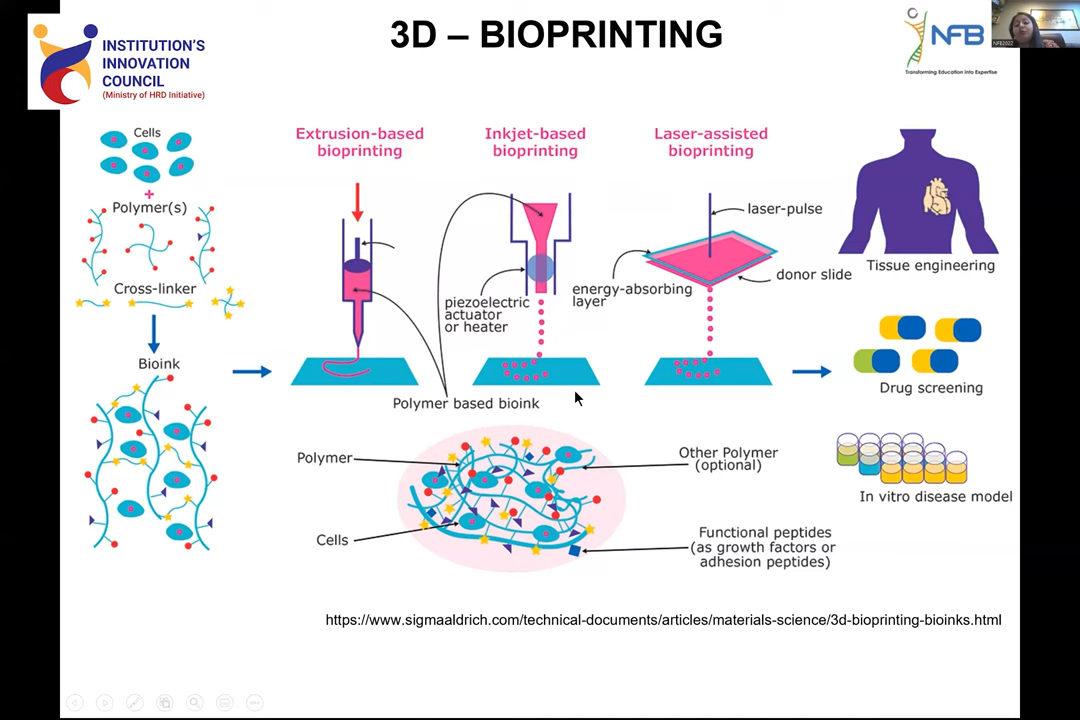 3D – BIOPRINTING
INSTITUTION'S
INNOVATION
COUNCIL
(Ministry of HRD Initiative)
NFB
Transforming Education into Expertise
NFB2022
Cells
+
Polymer(s)
Cross-linker
Bioink
Extrusion-based
bioprinting
Inkjet-based
bioprinting
Laser-assisted
bioprinting
piezoelectric
actuator
or heater
energy-absorbing
layer
laser-pulse
donor slide
Polymer based bioink
Tissue engineering
Drug screening
In vitro disease model
Polymer
Cells
Other Polymer
(optional)
Functional peptides
(as growth factors or
adhesion peptides)
https://www.sigmaaldrich.com/technical-documents/articles/materials-science/3d-bioprinting-bioinks.html